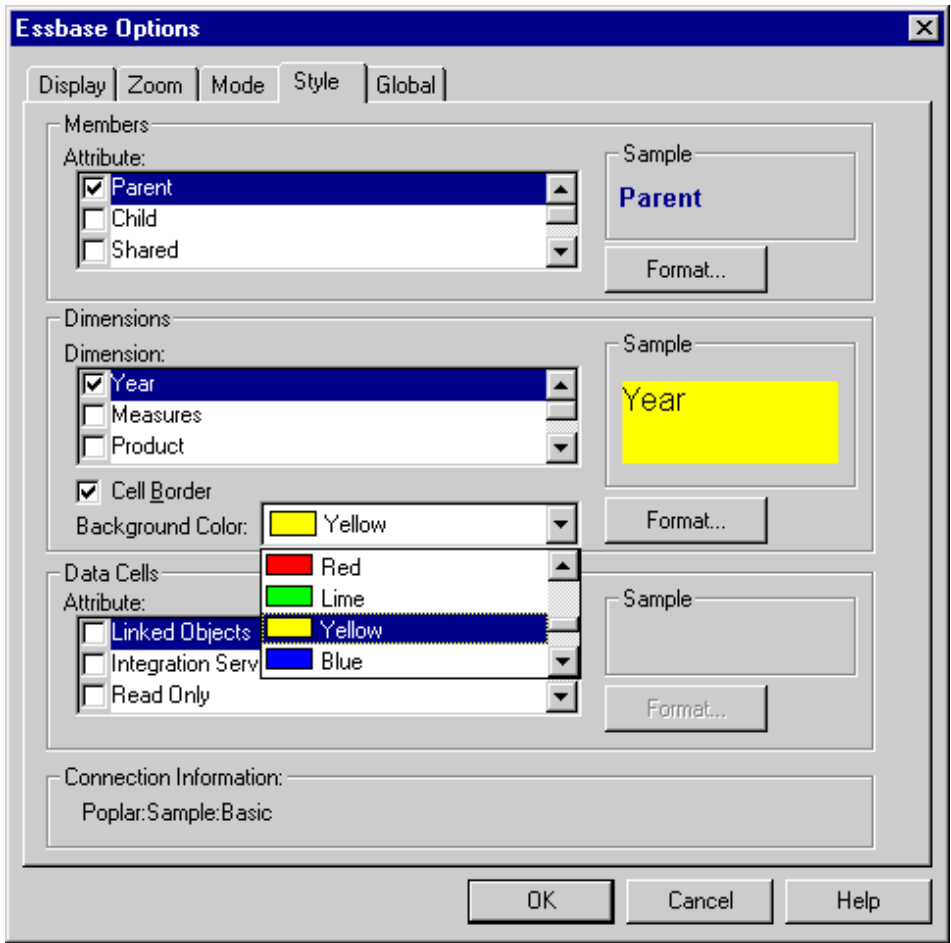 Essbase Options
Display Zoom Mode Style Global
Members
Attribute:
Parent
Child
Shared
Sample
Parent
Format...
Dimensions
Dimension:
Year
Measures
Product
Sample
Year
Cell Border
Background Color: Yellow
Format...
Red
Lime
Yellow
Blue
Data Cells
Attribute:
Linked Objects
Integration Serv
Read Only
Sample
Format...
Connection Information:
Poplar:Sample:Basic
OK Cancel Help